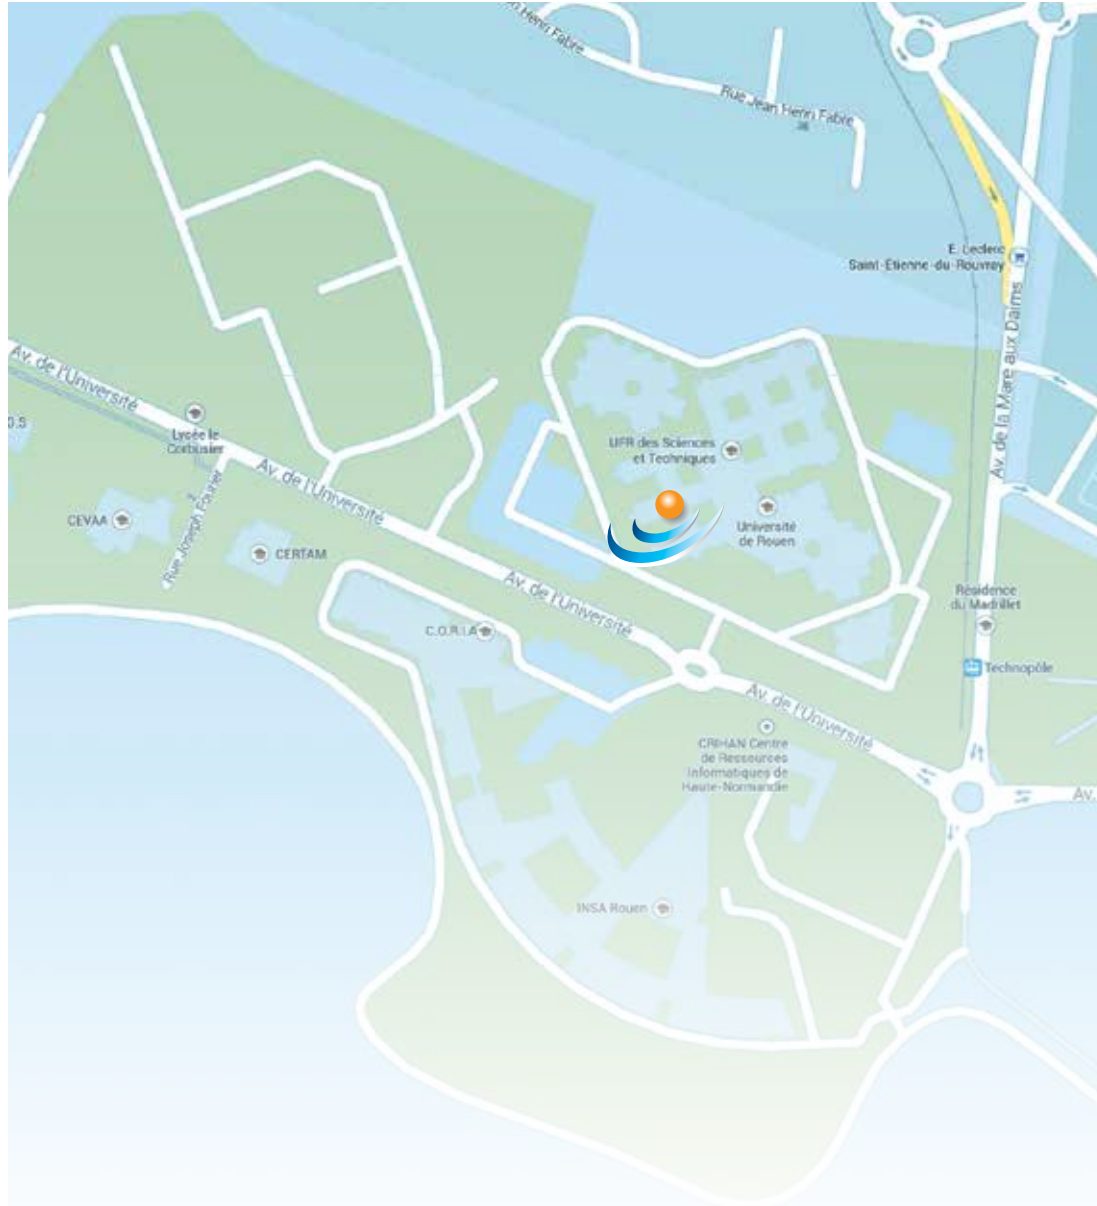 Henri Fabre
Rue Jean Henri Fabre
E. Leclerc
Saint-Étienne-du-Rouvray
Av. de la Mare aux Daims
Av. de l'Université
Lycée le
Corbusier
UFR des Sciences
et Techniques
Av. de l'Université
CEVAA
Rue Joseph Fourier
CERTAM
Université
de Rouen
Av. de l'Université
Résidence
du Madrillet
C.O.R.I.A
Technopôle
Av. de l'Université
CRIHAN Centre
de Ressources
Informatiques de
Haute-Normandie
Av.
INSA Rouen